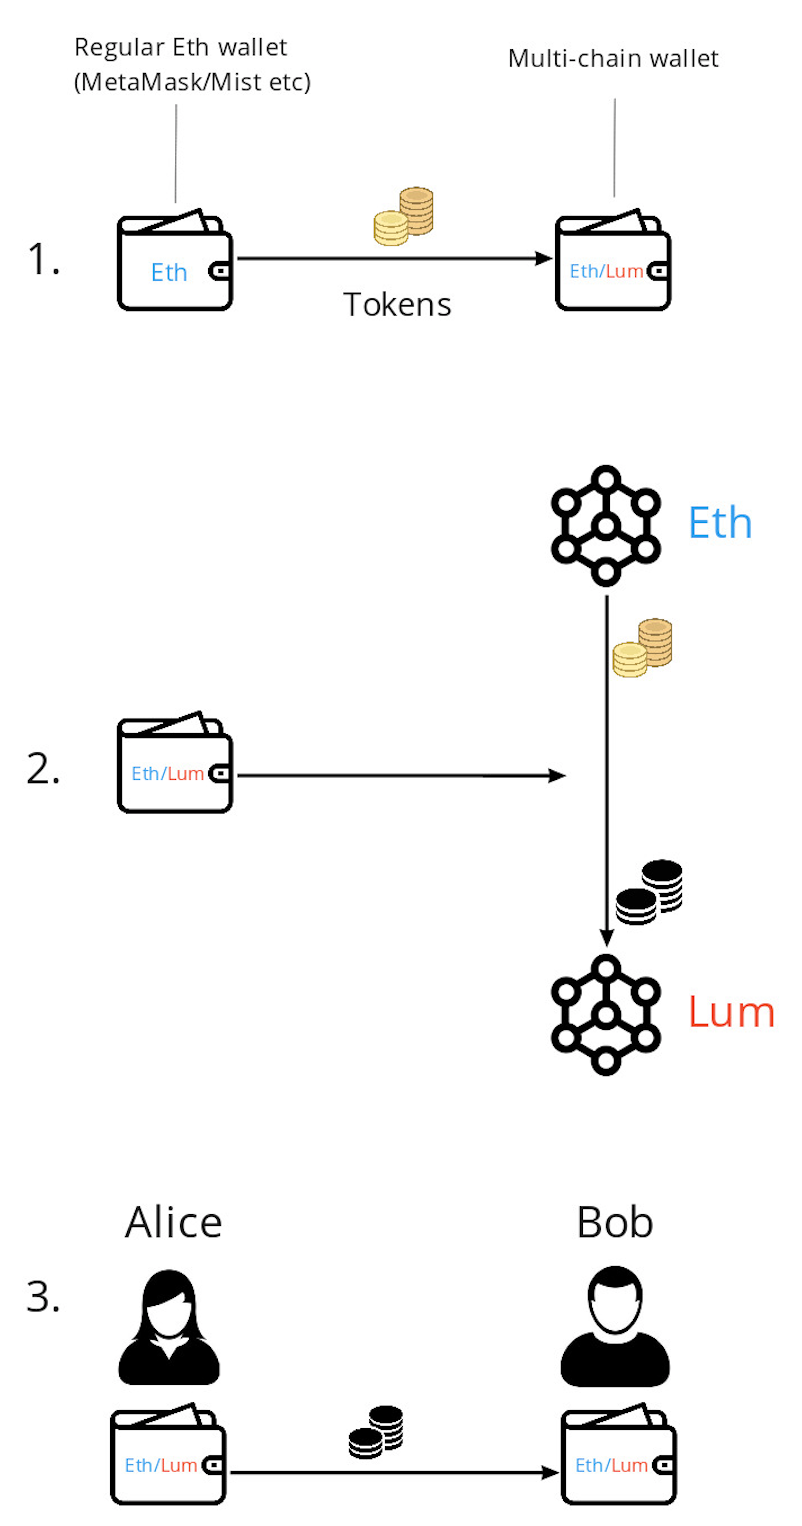 Regular Eth wallet
(MetaMask/Mist etc)
Multi-chain wallet
1.
Eth
Eth/Lum
Tokens
Eth
2.
Eth/Lum
Lum
Alice
Bob
3.
Eth/Lum
Eth/Lum